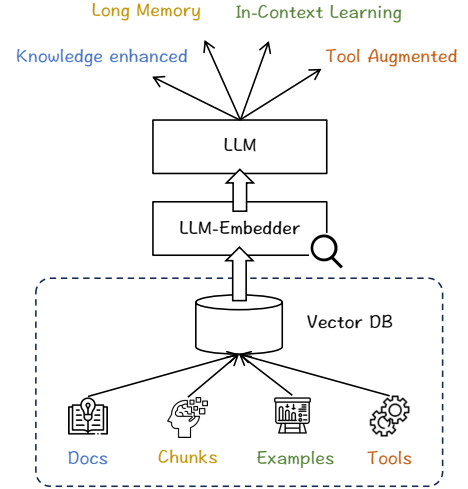 Long Memory
In-Context Learning
Knowledge enhanced
Tool Augmented
LLM
LLM-Embedder
Vector DB
Docs
Chunks
Examples
Tools